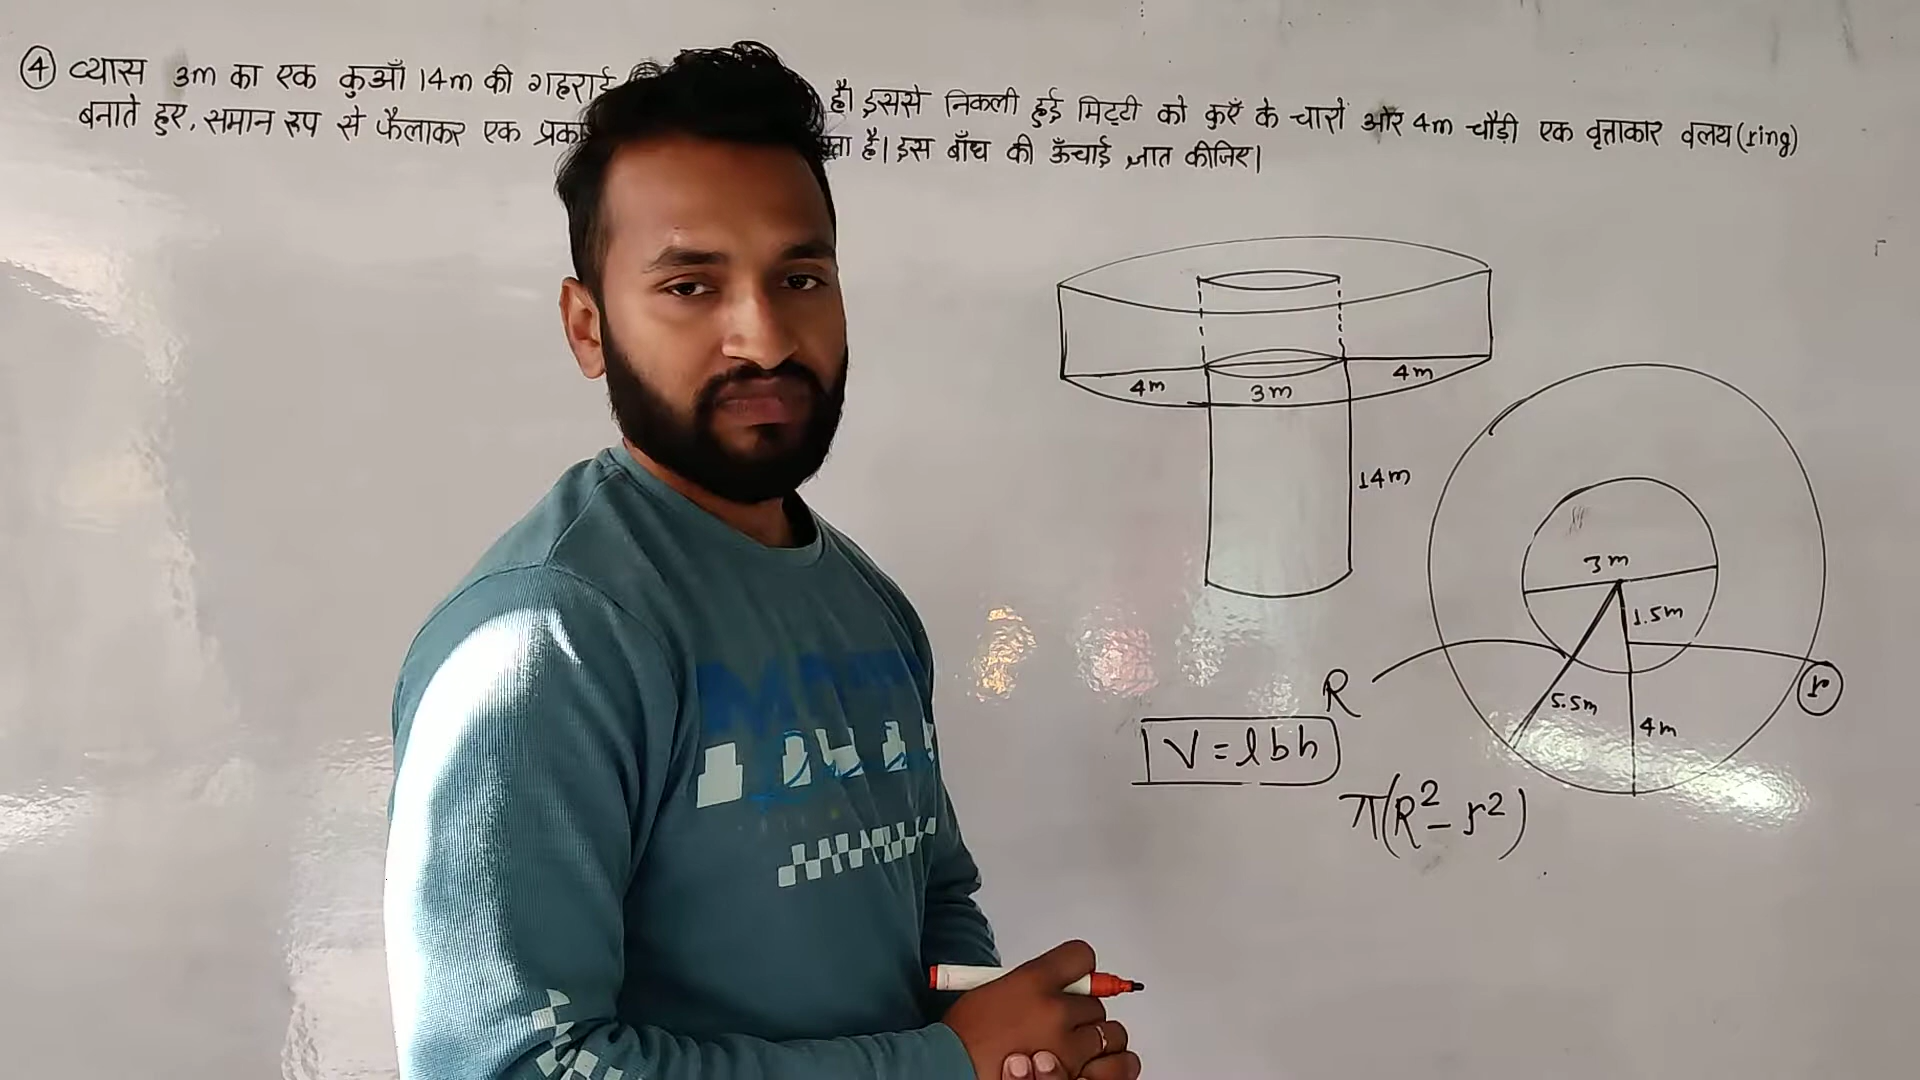 ④ व्यास 3m का एक कुआँ 14m की गहराई है। इससे निकली हुई मिट्टी को कुएँ के चारों ओर 4m चौड़ी एक वृत्ताकार वलय (ring)
बनाते हुए, समान रूप से फैलाकर एक है। इस बाँध की ऊँचाई ज्ञात कीजिए।
4m
3m
4m
14m
3m
1.5m
5.5m
4m
R
r
V = lbh
π(R² - r²)